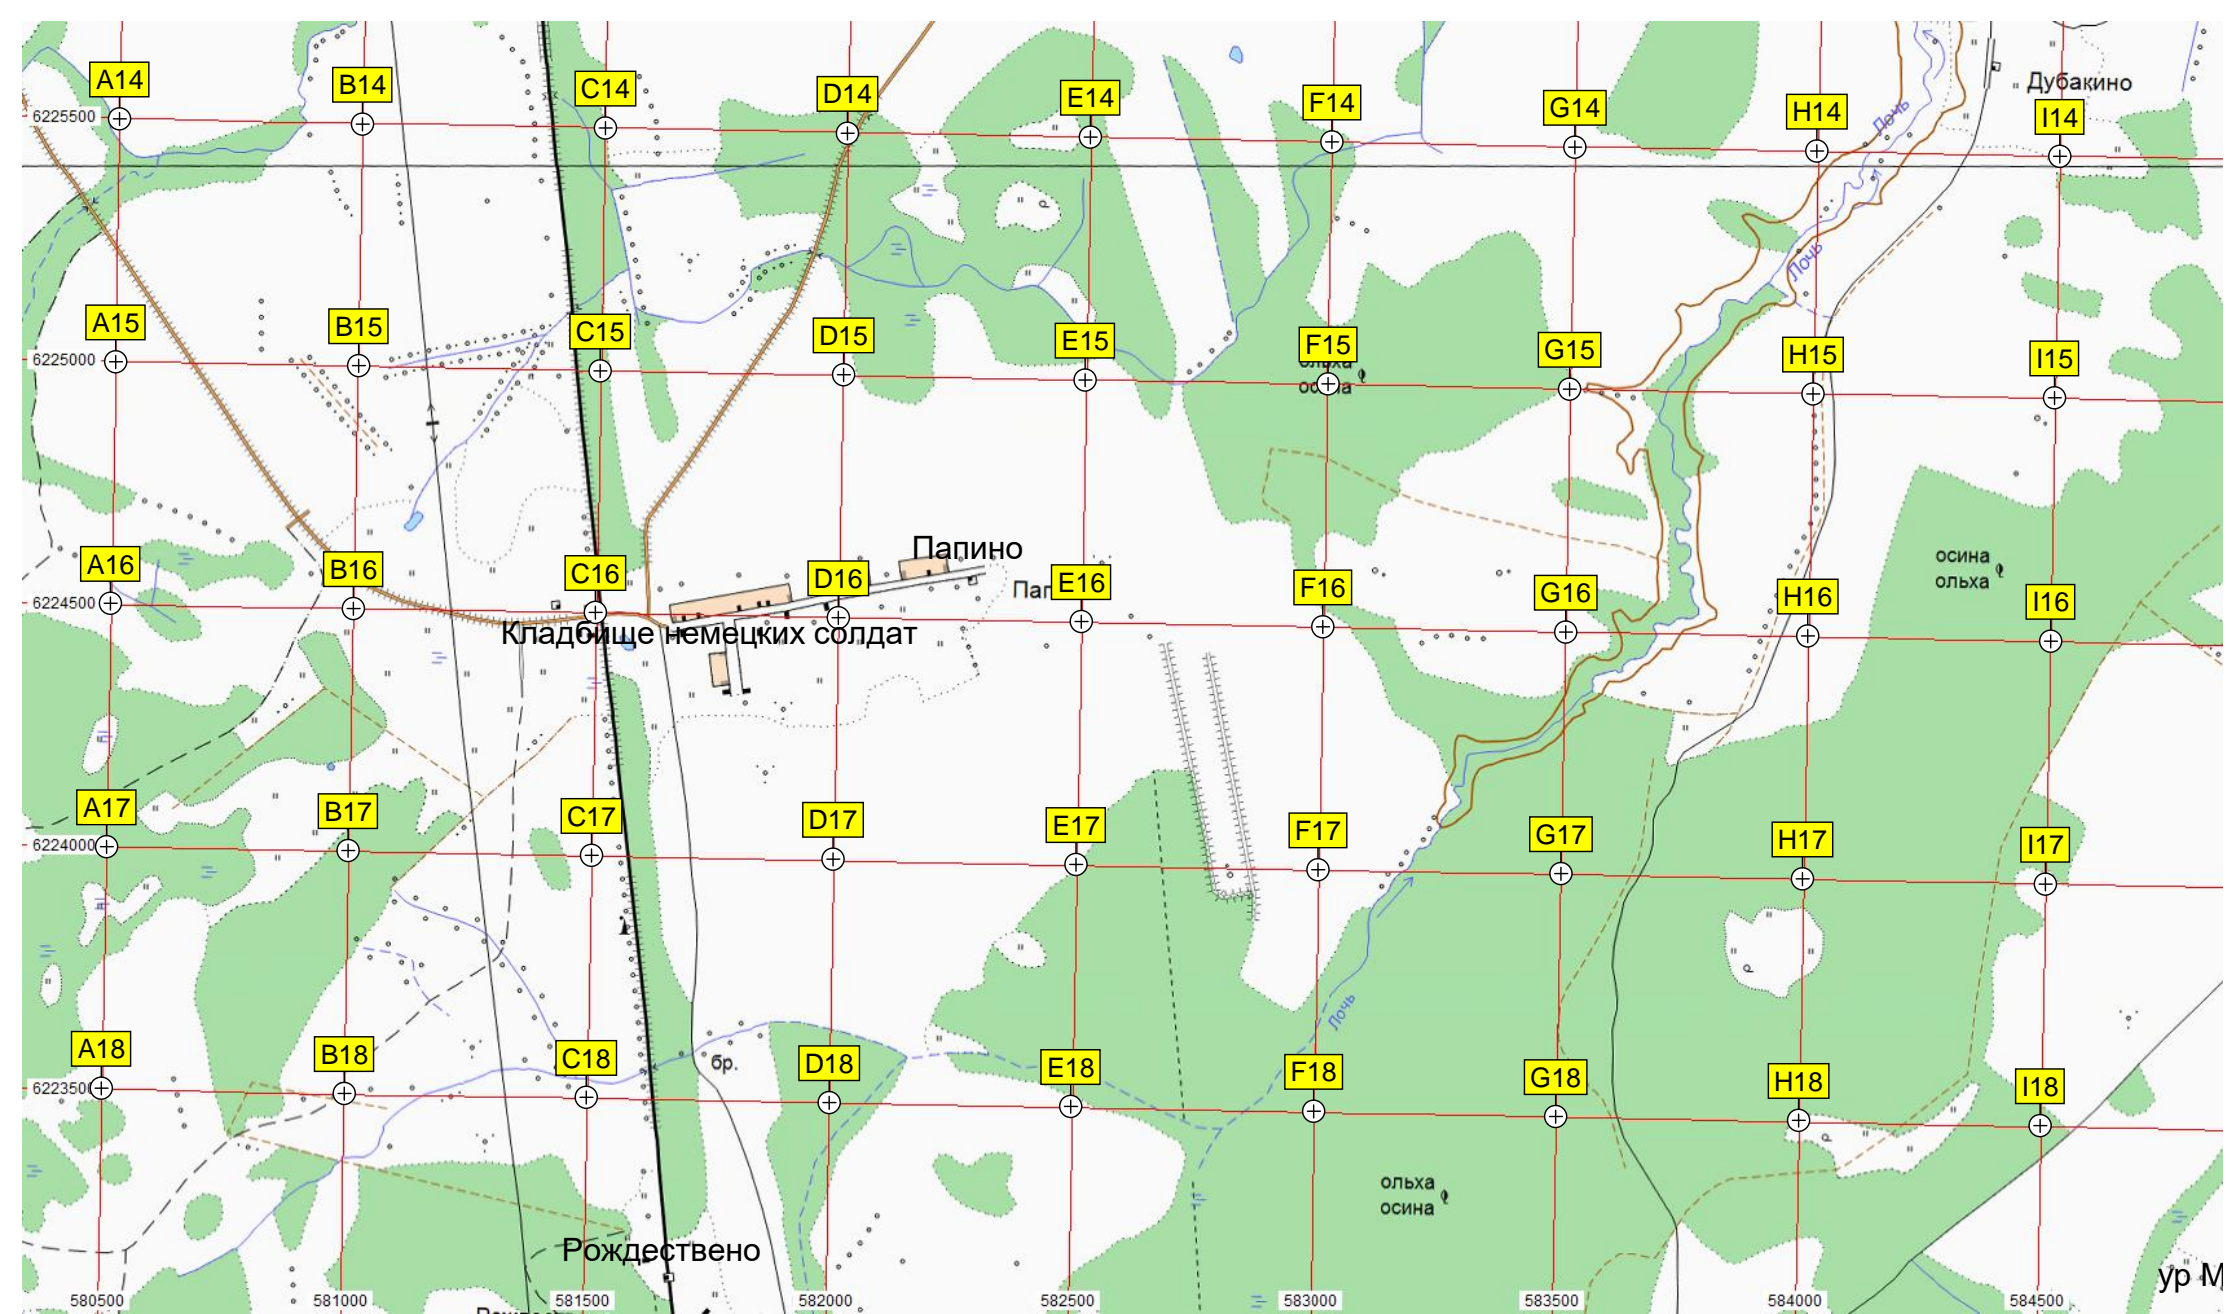 A14 B14 C14 D14 E14 F14 G14 H14 I14
Дубакино
6225500
Лочь
Лочь
A15 B15 C15 D15 E15 F15 G15 H15 I15
6225000
ольха
осина
Папино
осина
ольха
A16 B16 C16 D16 E16 F16 G16 H16 I16
Пап
6224500
Кладбище немецких солдат
A17 B17 C17 D17 E17 F17 G17 H17 I17
6224000
Лочь
A18 B18 C18 D18 E18 F18 G18 H18 I18
бр.
6223500
ольха
осина
Рождествено
ур М
580500 581000 581500 582000 582500 583000 583500 584000 584500